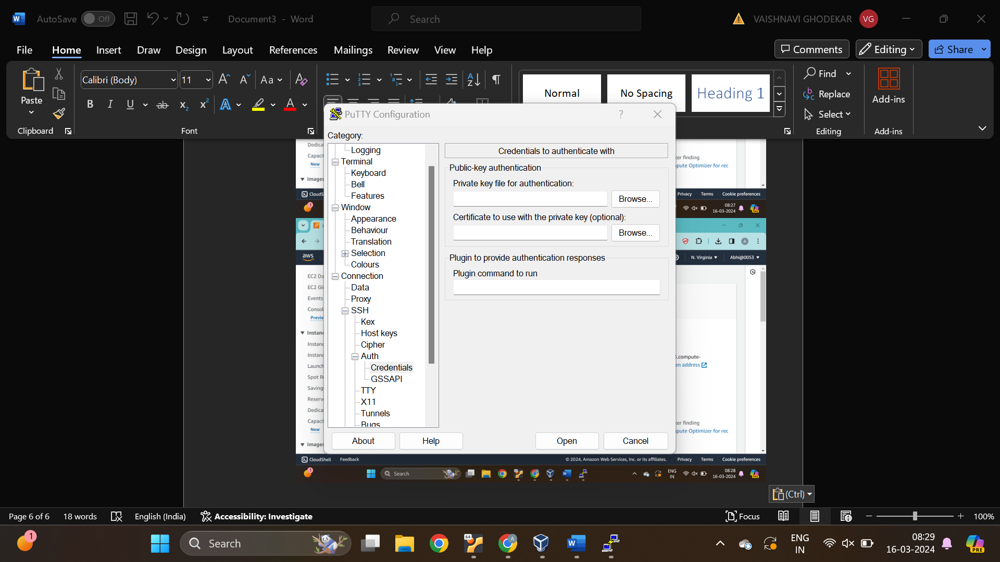 AutoSave Off Document3 - Word Search VAISHNAVI GHODEKAR VG
File Home Insert Draw Design Layout References Mailings Review View Help Comments Editing Share
Paste
Calibri (Body) 11
Normal
No Spacing
Heading 1
Find
Replace
Select
Add-ins
Clipboard Font Editing Add-ins
PuTTY Configuration ?
Category:
Logging
Terminal
Keyboard
Bell
Features
Window
Appearance
Behaviour
Translation
Selection
Colours
Connection
Data
Proxy
SSH
Kex
Host keys
Cipher
Auth
Credentials
GSSAPI
TTY
X11
Tunnels
Bugs
Credentials to authenticate with
Public-key authentication
Private key file for authentication:
Browse...
Certificate to use with the private key (optional):
Browse...
Plugin to provide authentication responses
Plugin command to run
About Help Open Cancel
Dedica
Capaci
New
Images
CloudS
zer finding
pute Optimizer for rec
Privacy Terms Cookie preferences
08:27
16-03-2024
1
aws
N. Virginia Abhi@0053
EC2 Da
EC2 Gl
Events
Consol
Previe
Instanc
Instanc
Instanc
Launch
Spot R
Saving
Reserv
Dedica
Capaci
New
Images
.compute-
en address
zer finding
pute Optimizer for rec
CloudShell Feedback © 2024, Amazon Web Services, Inc. or its affiliates. Privacy Terms Cookie preferences
1 Search ENG
IN 08:28
16-03-2024
(Ctrl)
Page 6 of 6 18 words English (India) Accessibility: Investigate Focus 100%
1 Search 64 A ENG
IN 08:29
16-03-2024 PRE